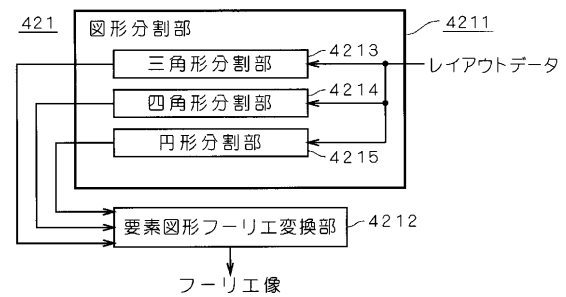 421
図形分割部
4211
三角形分割部
4213
レイアウトデータ
四角形分割部
4214
円形分割部
4215
要素図形フーリエ変換部
4212
フーリエ像